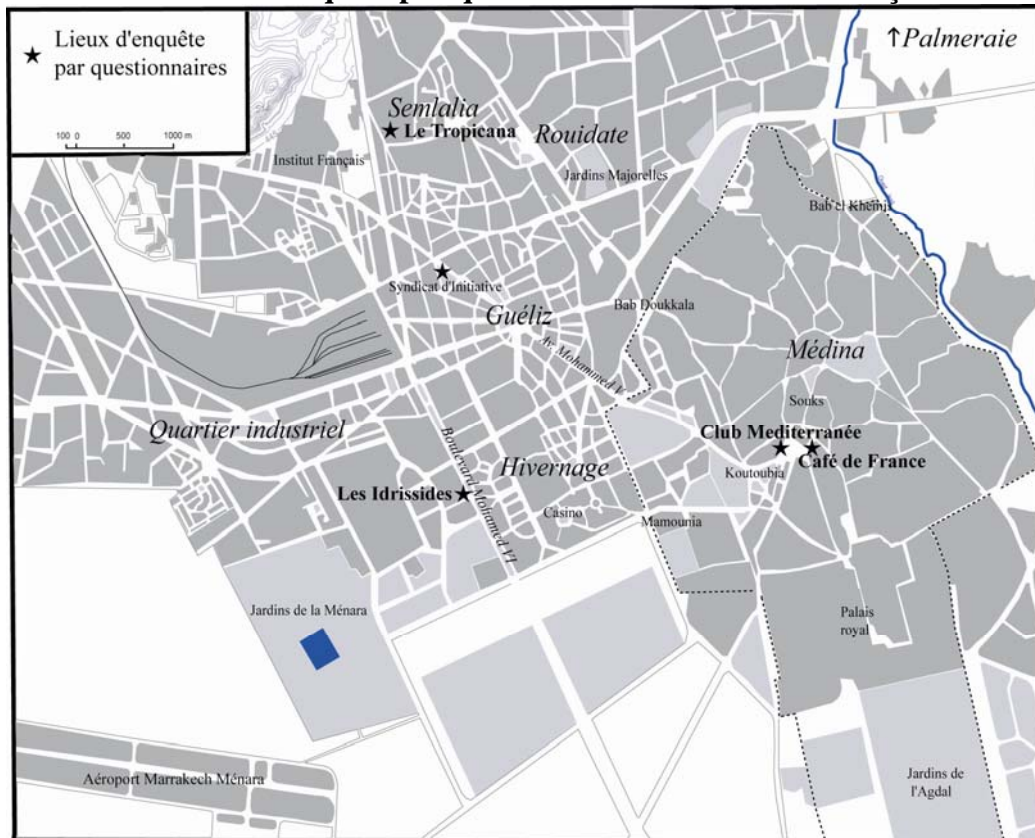 Lieux d'enquête
par questionnaires
100 0 500 1000 m
↑Palmeraie
Semlalia
Le Tropicana
Rouidate
Institut Français
Jardins Majorelles
Bab el Khemis
Syndicat d'Initiative
Guéliz
Bab Doukkala
Médina
Av. Mohammed V
Souks
Quartier industriel
Club Mediterranée
Café de France
Boulevard Mohamed VI
Hivernage
Koutoubia
Les Idrissides
Casino
Mamounia
Jardins de la Ménara
Palais
royal
Aéroport Marrakech Ménara
Jardins de
l'Agdal